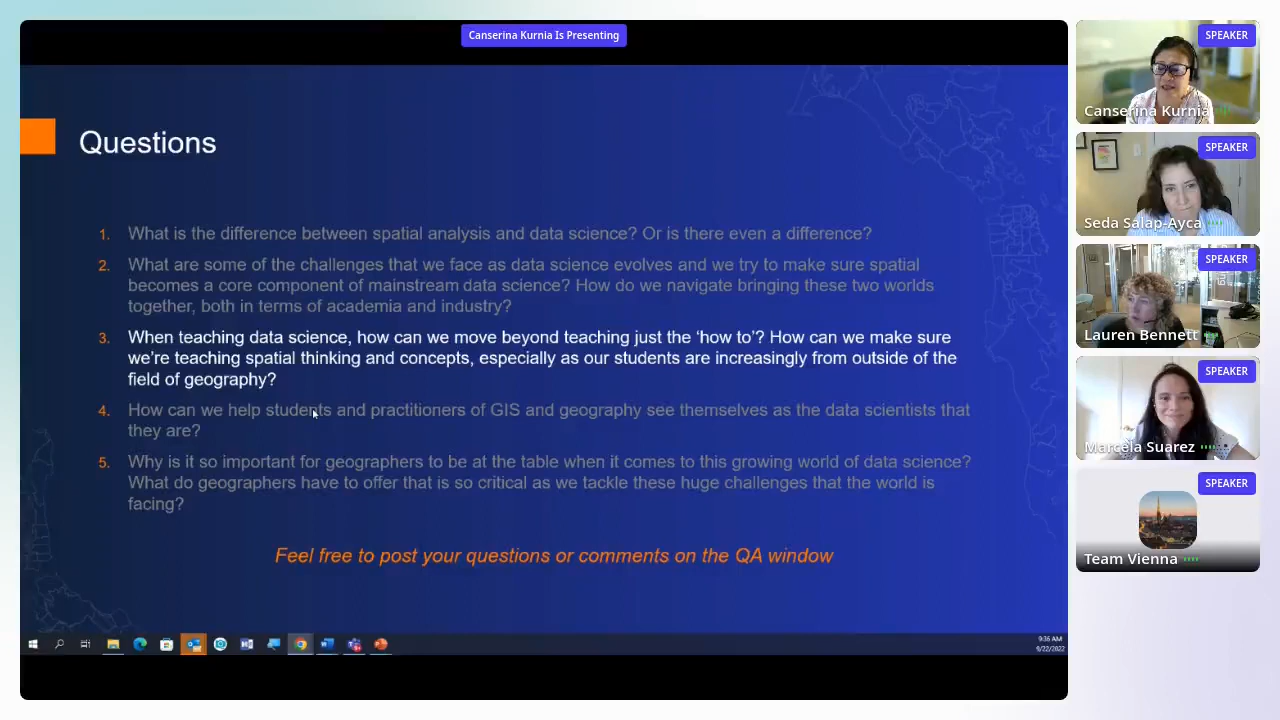 Canserina Kurnia Is Presenting
Questions
1. What is the difference between spatial analysis and data science? Or is there even a difference?
2. What are some of the challenges that we face as data science evolves and we try to make sure spatial
becomes a core component of mainstream data science? How do we navigate bringing these two worlds
together, both in terms of academia and industry?
3. When teaching data science, how can we move beyond teaching just the ‘how to’? How can we make sure
we’re teaching spatial thinking and concepts, especially as our students are increasingly from outside of the
field of geography?
4. How can we help students and practitioners of GIS and geography see themselves as the data scientists that
they are?
5. Why is it so important for geographers to be at the table when it comes to this growing world of data science?
What do geographers have to offer that is so critical as we tackle these huge challenges that the world is
facing?
Feel free to post your questions or comments on the QA window
9:36 AM
6/22/2022
SPEAKER
Canserina Kurnia
SPEAKER
Seda Salap-Ayca
SPEAKER
Lauren Bennett
SPEAKER
Marcela Suarez
SPEAKER
Team Vienna